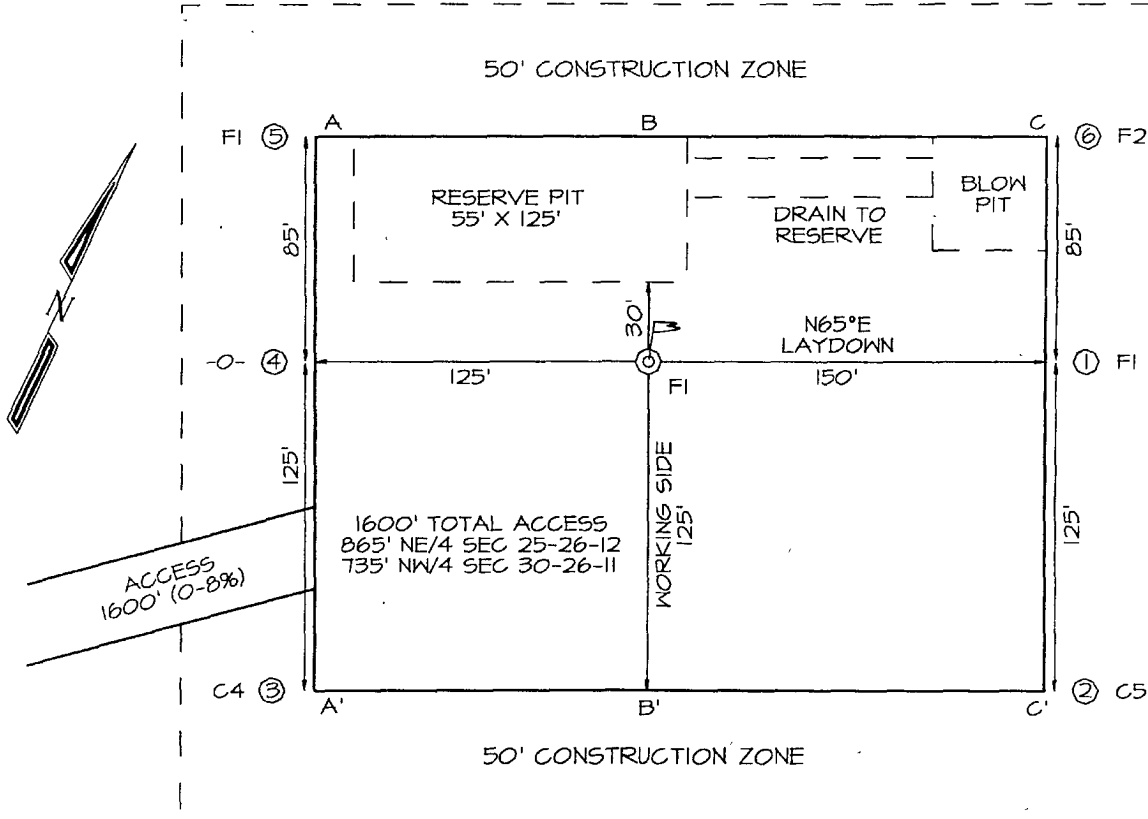 50' CONSTRUCTION ZONE
F1 5 A B C 6 F2
RESERVE PIT
55' X 125'
BLOW
PIT
DRAIN TO
RESERVE
85'
85'
N
30'
N65°E
LAYDOWN
-0- 4
1 F1
125'
F1
150'
125'
WORKING SIDE
125'
125'
1600' TOTAL ACCESS
865' NE/4 SEC 25-26-12
735' NW/4 SEC 30-26-11
ACCESS
1600' (0-8%)
C4 3 A' B' C' 2 C5
50' CONSTRUCTION ZONE